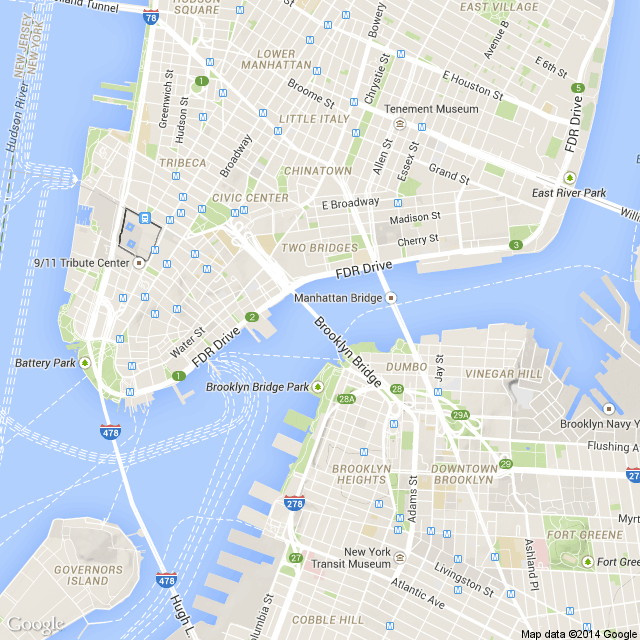 lland Tunnel
78
HUDSON
SQUARE
Bowery
EAST VILLAGE
Avenue B
NEW JERSEY
NEW YORK
LOWER
MANHATTAN
Chrystie St
E 6th St
E Houston St
5
1
Greenwich St
Hudson St
Broome St
Tenement Museum
FDR Drive
Hudson River
LITTLE ITALY
Broadway
Allen St
Essex St
TRIBECA
CHINATOWN
Grand St
East River Park
CIVIC CENTER
E Broadway
Madison St
Will
Cherry St
TWO BRIDGES
3
9/11 Tribute Center
FDR Drive
Manhattan Bridge
2
Water St
FDR Drive
Brooklyn Bridge
Battery Park
1
DUMBO
Jay St
VINEGAR HILL
Brooklyn Bridge Park
28
28A
29A
Brooklyn Navy Y
478
Flushing A
29
BROOKLYN
HEIGHTS
DOWNTOWN
BROOKLYN
27
278
Adams St
Myrt
FORT GREENE
27
New York
Transit Museum
Ashland Pl
Fort Gree
GOVERNORS
ISLAND
478
Livingston St
Atlantic Ave
Hugh L
olumbia St
COBBLE HILL
Google
Map data ©2014 Google